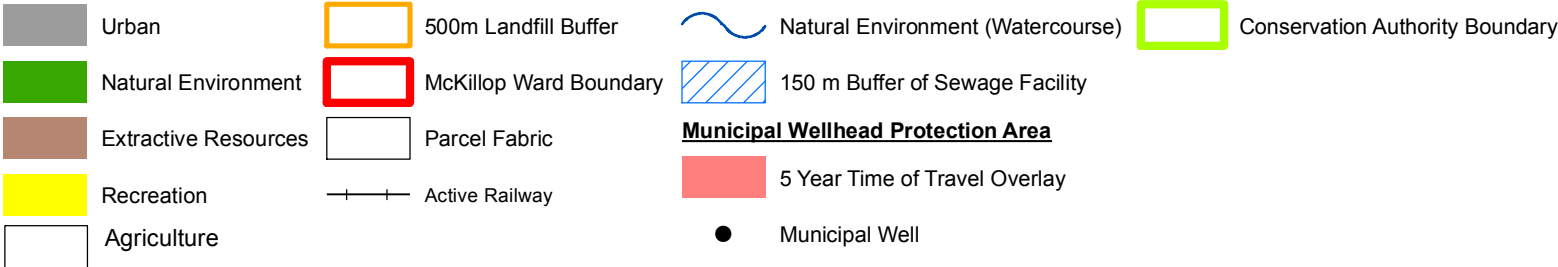 Urban
Natural Environment
Extractive Resources
Recreation
Agriculture
500m Landfill Buffer
McKillop Ward Boundary
Parcel Fabric
Active Railway
Natural Environment (Watercourse)
150 m Buffer of Sewage Facility
Municipal Wellhead Protection Area
5 Year Time of Travel Overlay
Municipal Well
Conservation Authority Boundary